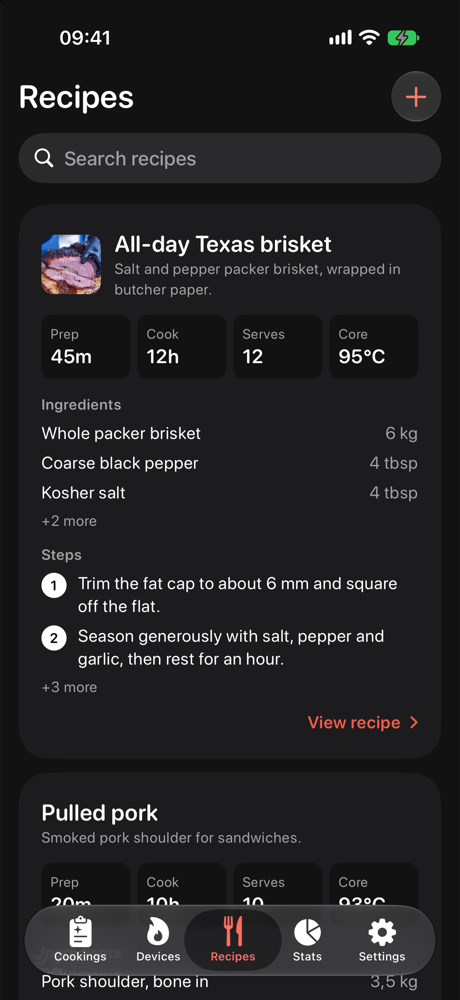 09:41
Recipes
Search recipes
All-day Texas brisket
Salt and pepper packer brisket, wrapped in
butcher paper.
Prep
45m
Cook
12h
Serves
12
Core
95°C
Ingredients
Whole packer brisket 6 kg
Coarse black pepper 4 tbsp
Kosher salt 4 tbsp
+2 more
Steps
1 Trim the fat cap to about 6 mm and square
off the flat.
2 Season generously with salt, pepper and
garlic, then rest for an hour.
+3 more
View recipe
Pulled pork
Smoked pork shoulder for sandwiches.
Prep
20m
Cook
10h
Serves
10
Core
93°C
Cookings
Devices
Recipes
Stats
Settings
Pork shoulder, bone in 3,5 kg